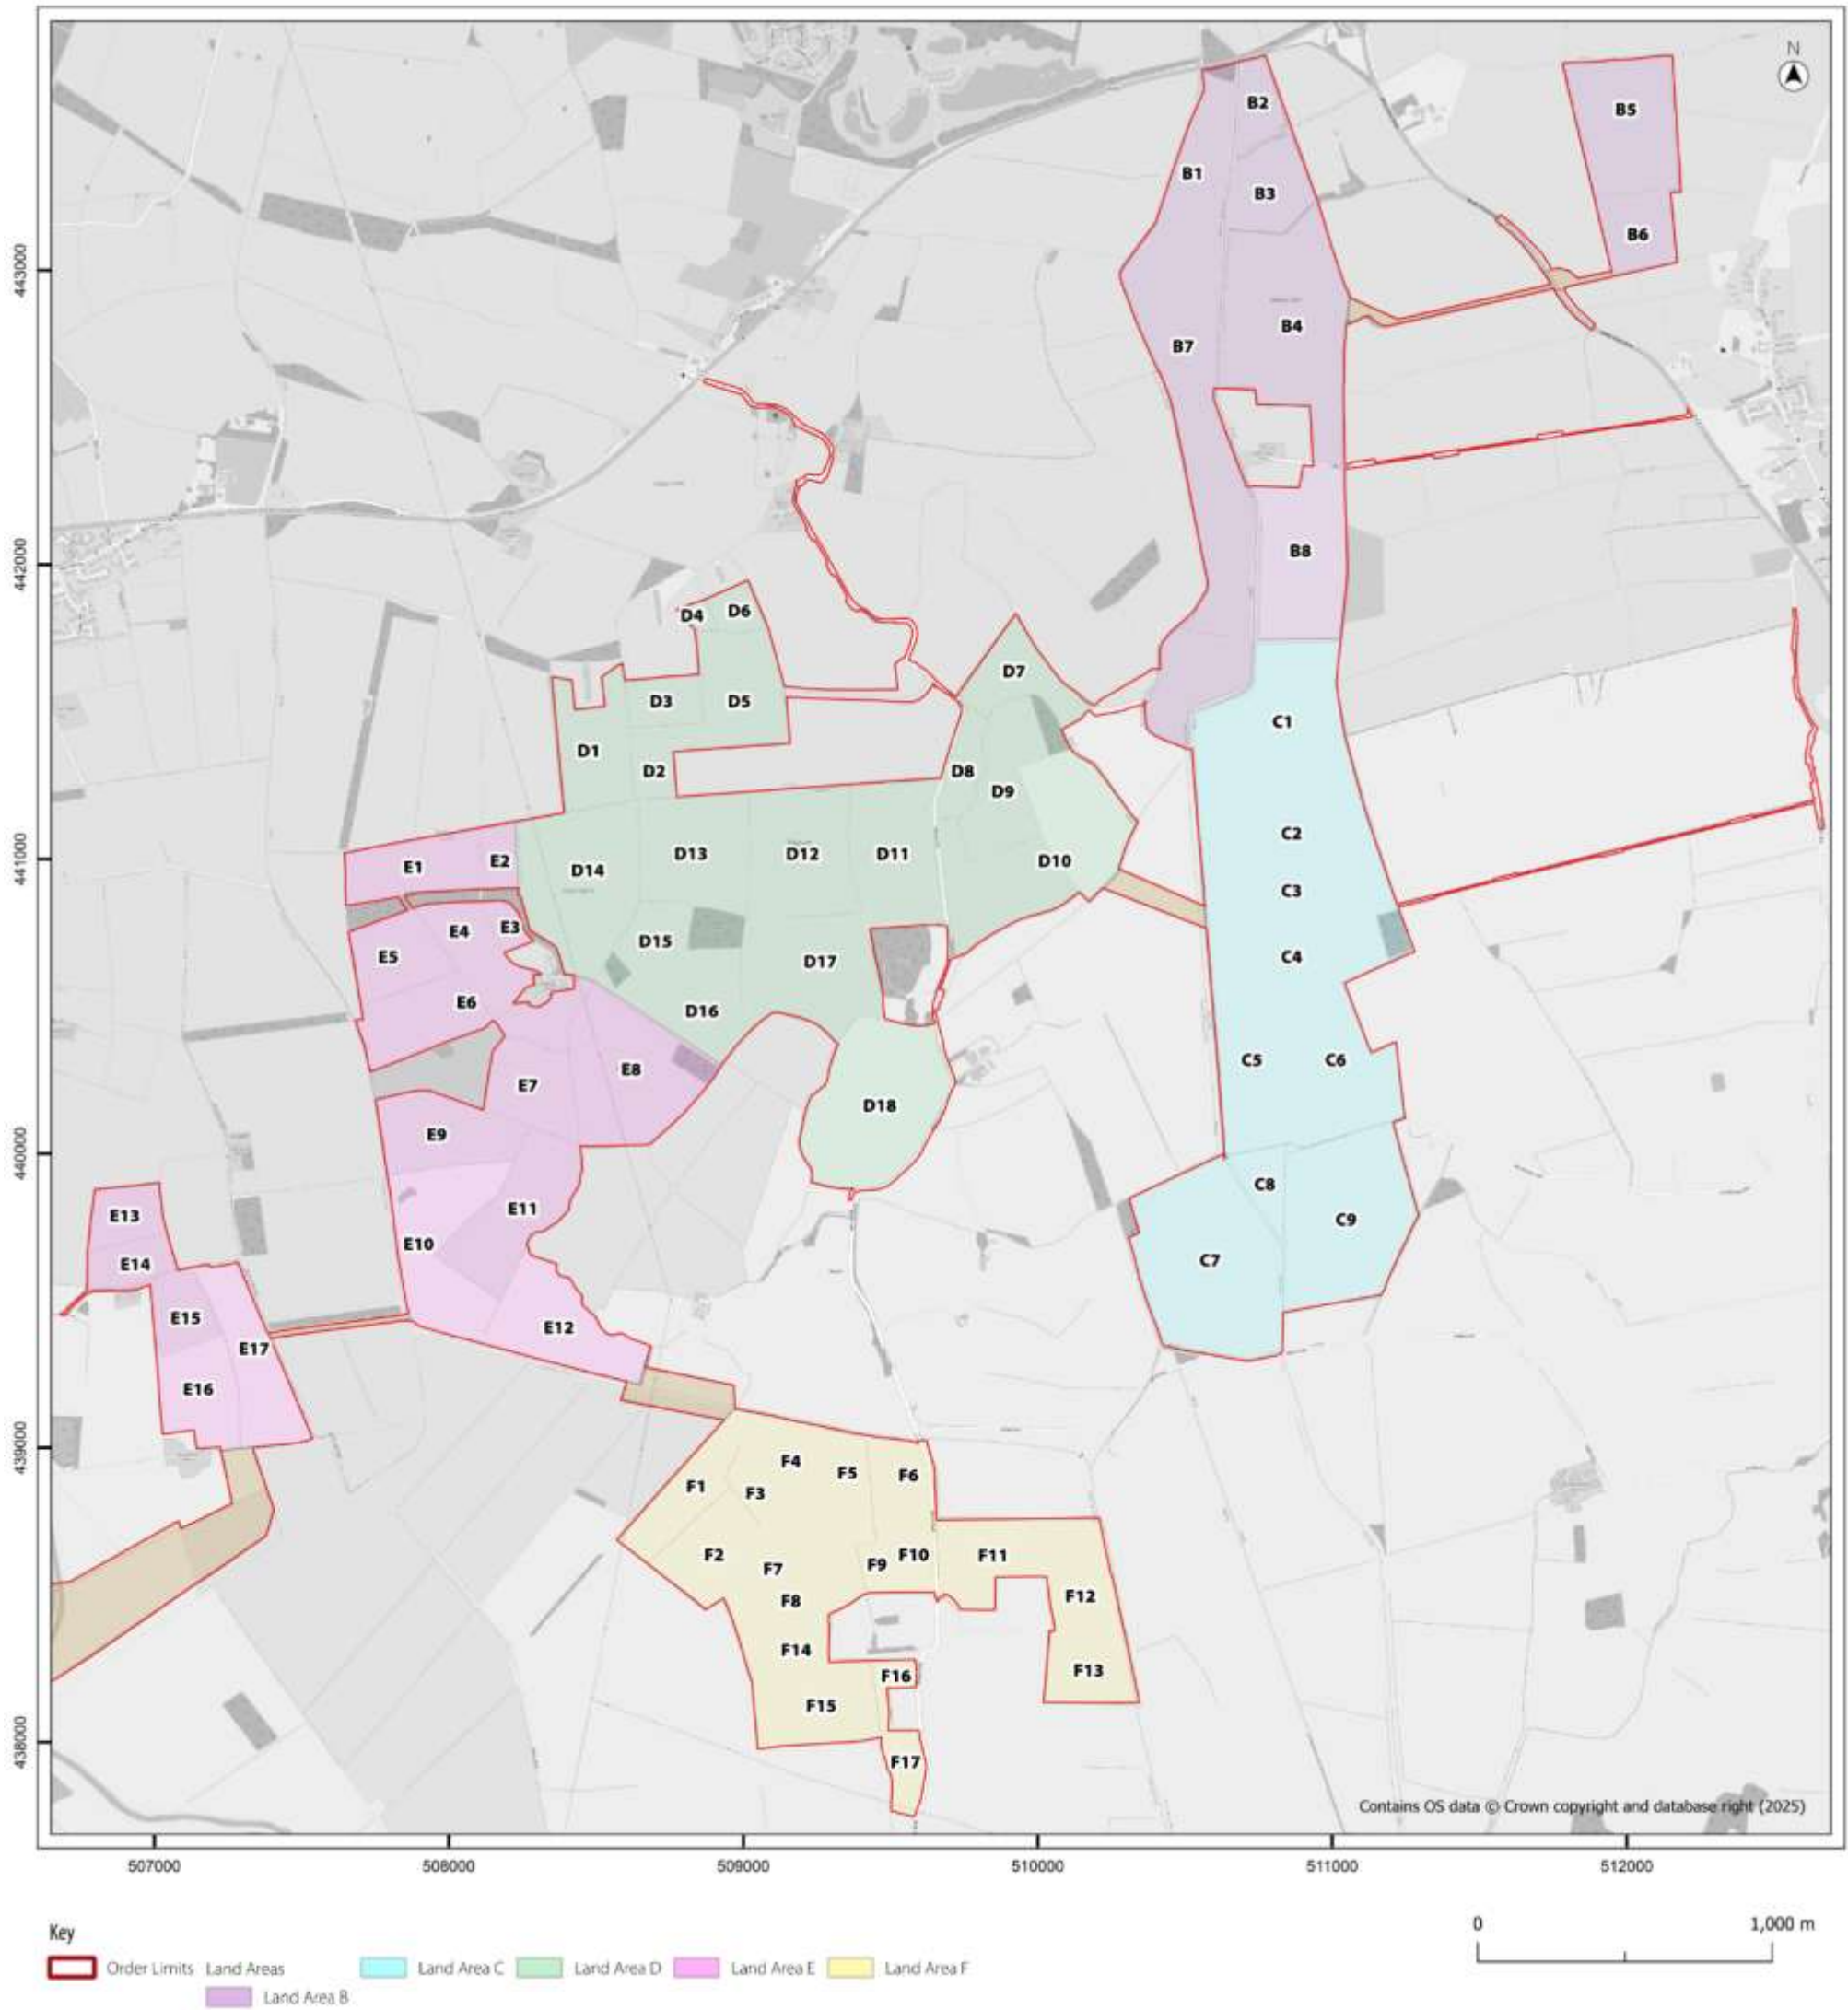 N
B2
B5
B1
B3
B6
443000
B4
B7
442000
B8
D4
D6
D7
D3
D5
C1
D1
D2
D8
D9
C2
441000
E1
E2
D14
D13
D12
D11
D10
C3
E4
E3
D15
E5
D17
C4
E6
D16
E8
C5
C6
E7
D18
E9
440000
C8
E13
E11
C9
E10
E14
C7
E15
E12
E17
E16
439000
F4
F5
F6
F1
F3
F2
F7
F9
F10
F11
F8
F12
F14
F16
F13
F15
438000
F17
Contains OS data © Crown copyright and database right (2025)
507000
508000
509000
510000
511000
512000
Key
0
1,000 m
Order Limits
Land Areas
Land Area C
Land Area D
Land Area E
Land Area F
Land Area B